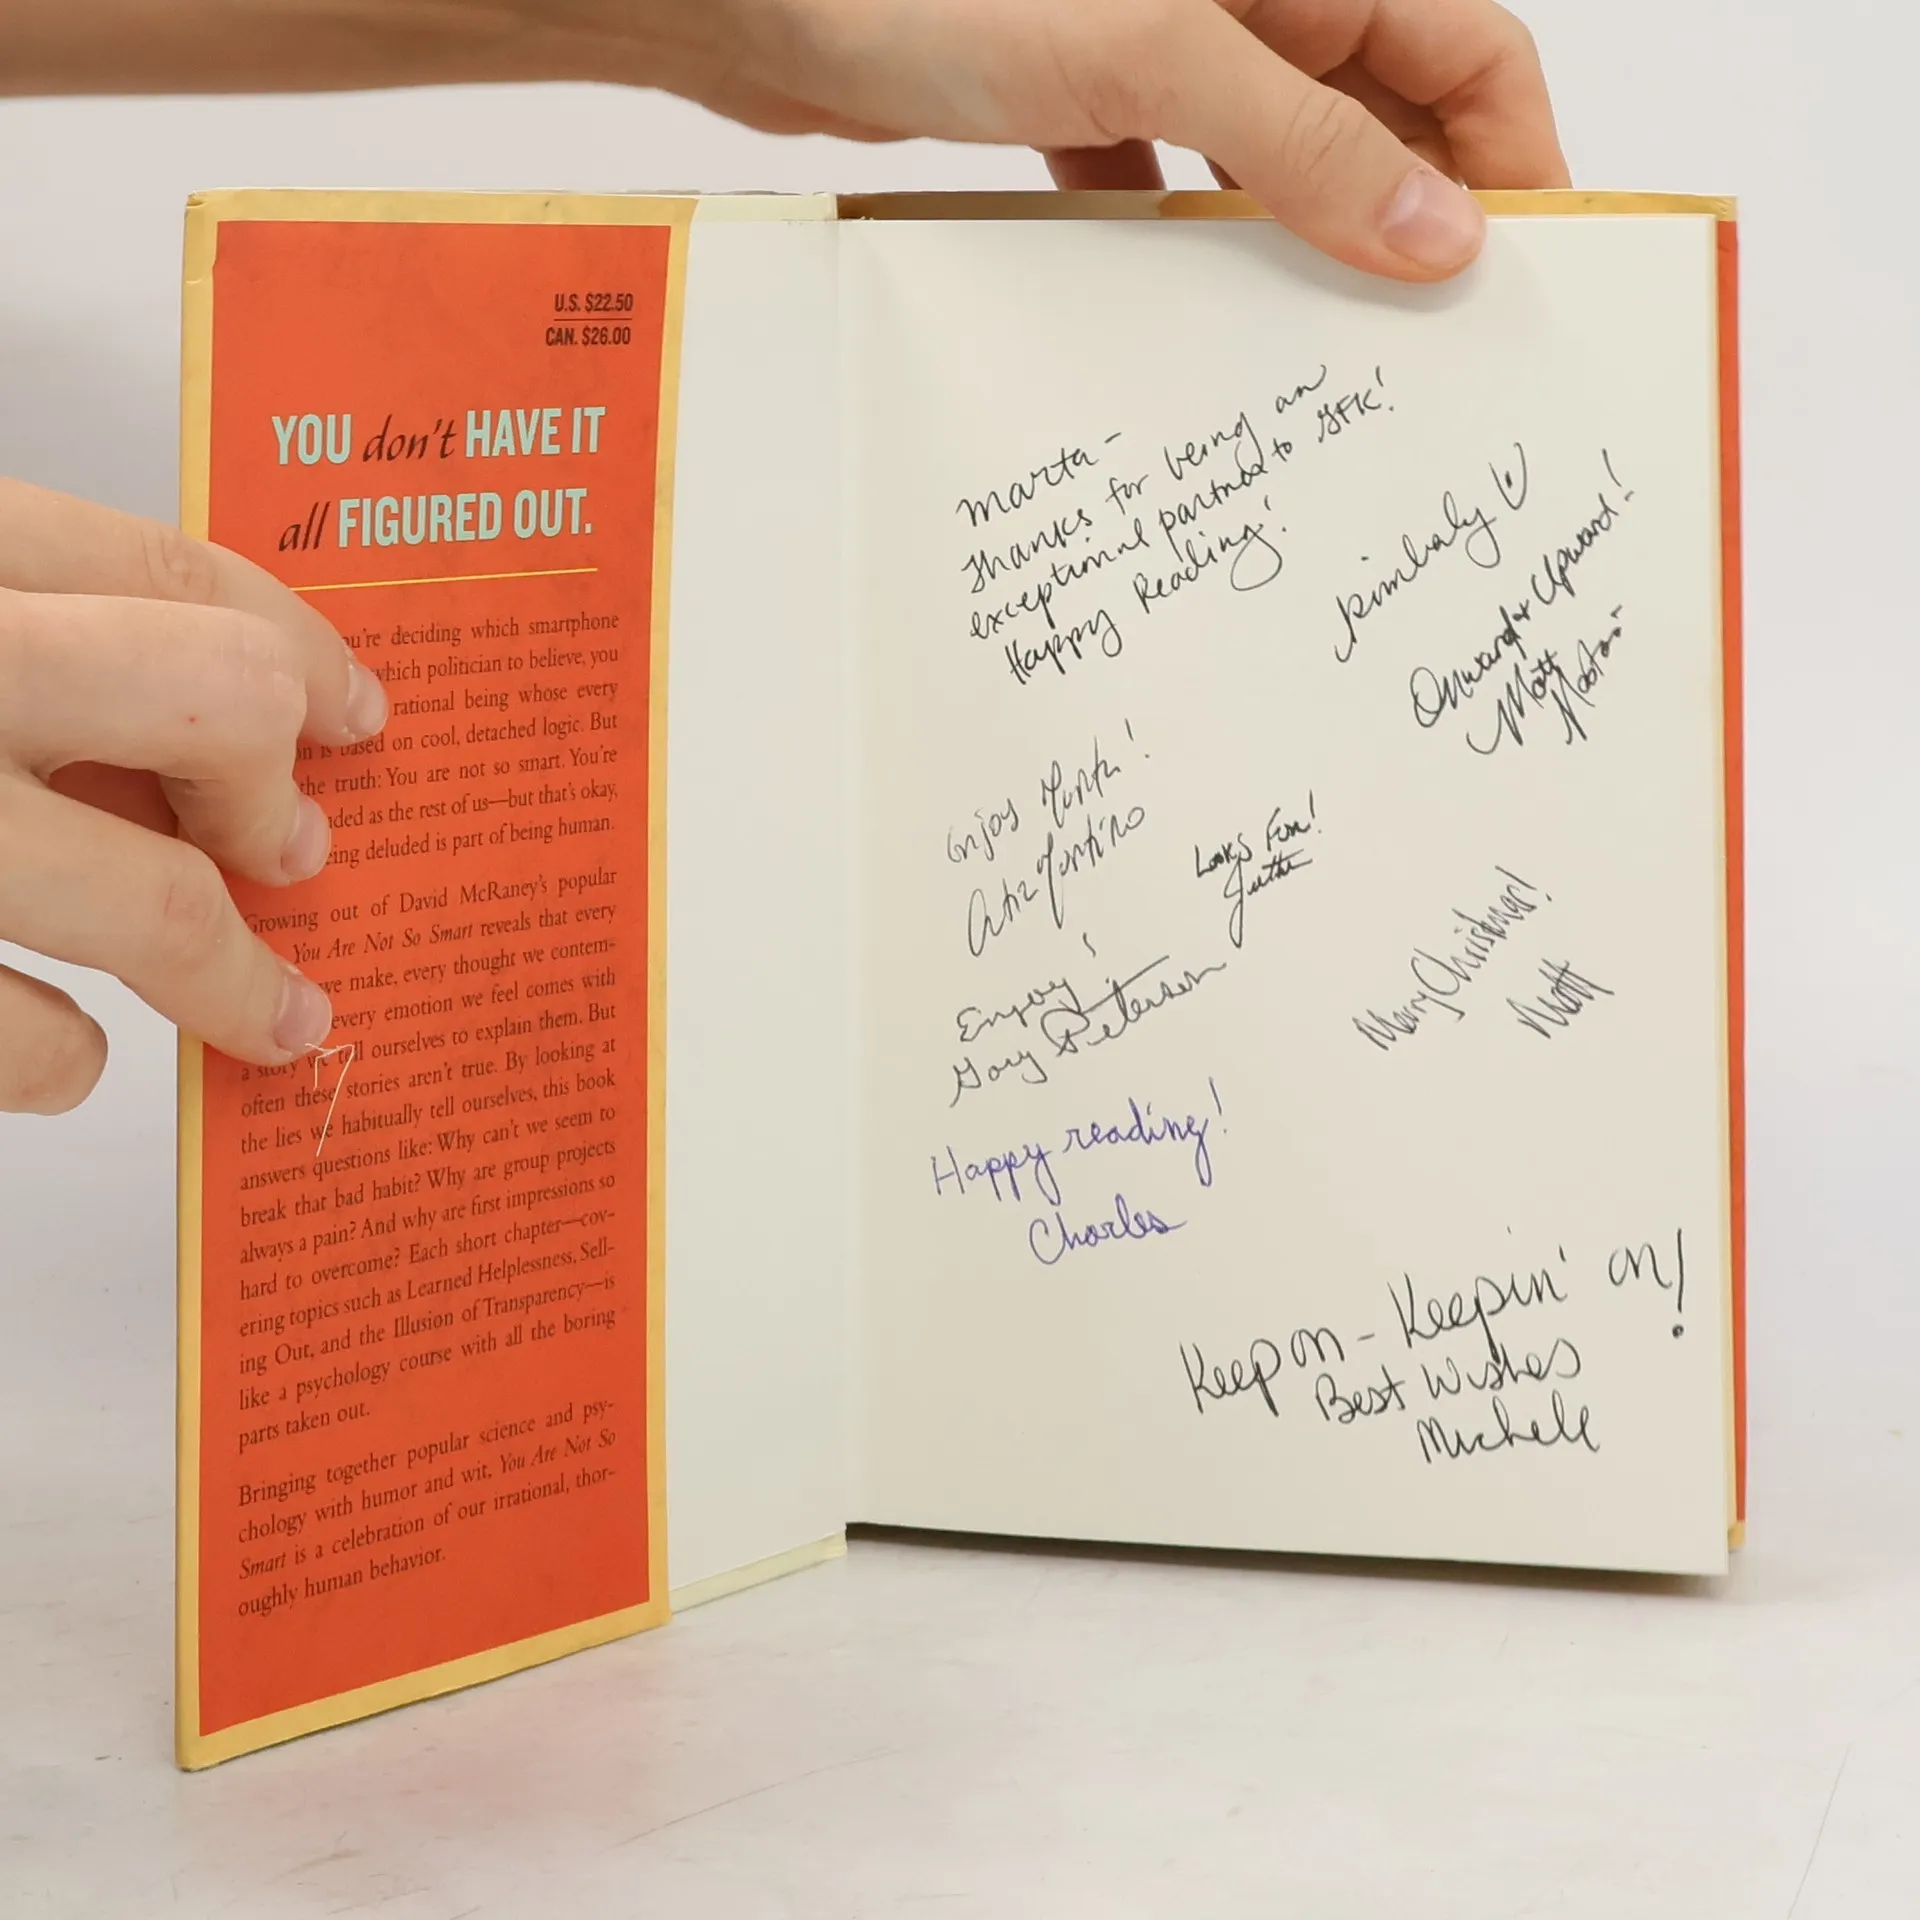 U.S. $22.50
CAN. $26.00
YOU don't HAVE IT
all FIGURED OUT.
you're deciding which smartphone
which politician to believe, you
rational being whose every
is based on cool, detached logic. But
the truth: You are not so smart. You're
as the rest of us—but that's okay,
being deluded is part of being human.
Growing out of David McRaney's popular
You Are Not So Smart reveals that every
we make, every thought we contem-
every emotion we feel comes with
a story we tell ourselves to explain them. But
often these stories aren't true. By looking at
the lies we habitually tell ourselves, this book
answers questions like: Why can't we seem to
break that bad habit? Why are group projects
always a pain? And why are first impressions so
hard to overcome? Each short chapter—cov-
ering topics such as Learned Helplessness, Sell-
ing Out, and the Illusion of Transparency—is
like a psychology course with all the boring
parts taken out.
Bringing together popular science and psy-
chology with humor and wit, You Are Not So
Smart is a celebration of our irrational, thor-
oughly human behavior.
Marta—
Thanks for being an
exceptional partner to GFK!
Happy Reading!
Kimbaly
Onward & Upward!
Matt
Enjoy
Looks Fun!
Enjoy!
Gary Peterson
Merry Christmas!
Matt
Happy reading!
Charles
Keep on - Keepin' on!
Best Wishes
Michell